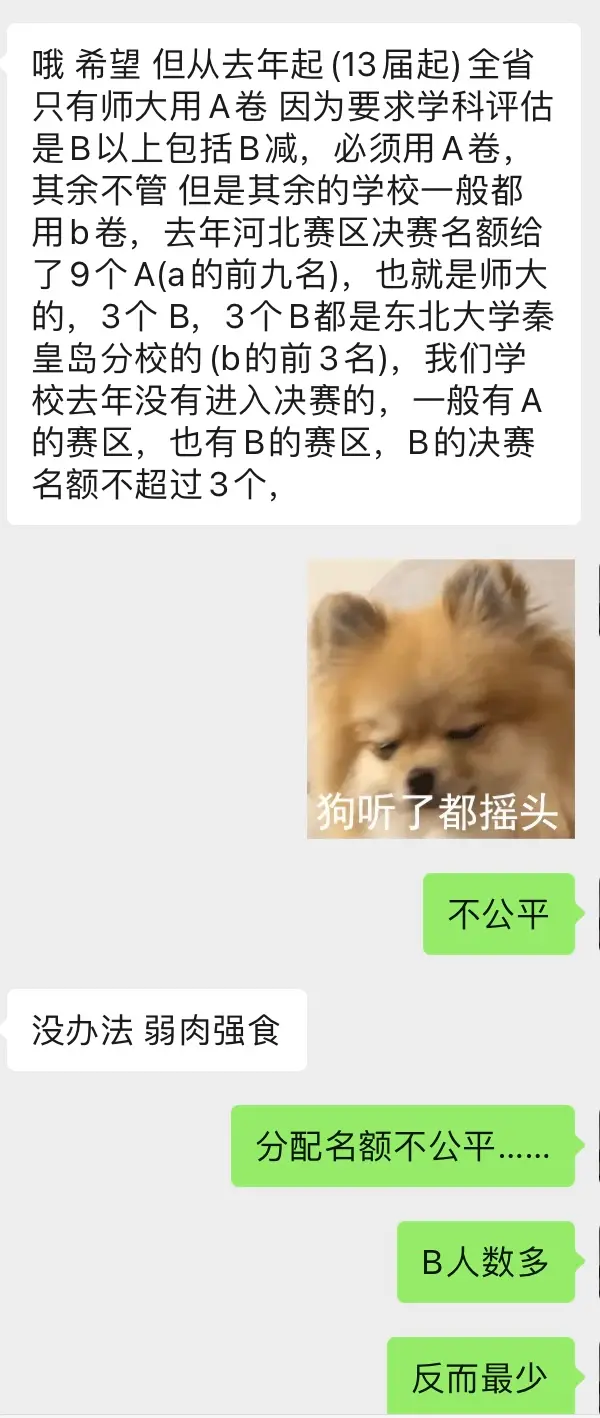 哦 希望 但从去年起(13届起)全省
只有师大用A卷 因为要求学科评估
是B以上包括B减，必须用A卷，
其余不管 但是其余的学校一般都
用b卷，去年河北赛区决赛名额给
了9个A(a的前九名)，也就是师大
的，3个 B，3个B都是东北大学秦
皇岛分校的(b的前3名)，我们学
校去年没有进入决赛的，一般有A
的赛区，也有B的赛区，B的决赛
名额不超过3个，
狗听了都摇头
不公平
没办法 弱肉强食
分配名额不公平......
B人数多
反而最少